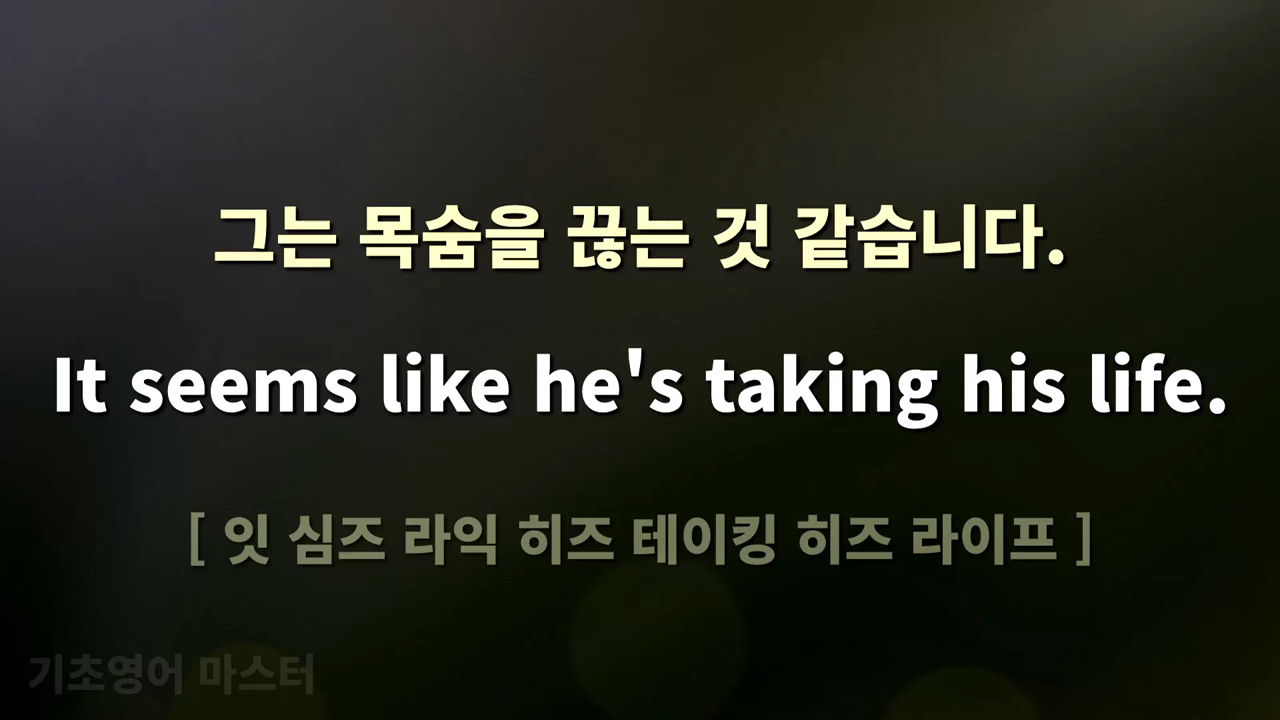 그는 목숨을 끊는 것 같습니다.
It seems like he's taking his life.
[ 잇 심즈 라익 히즈 테이킹 히즈 라이프 ]
기초영어 마스터